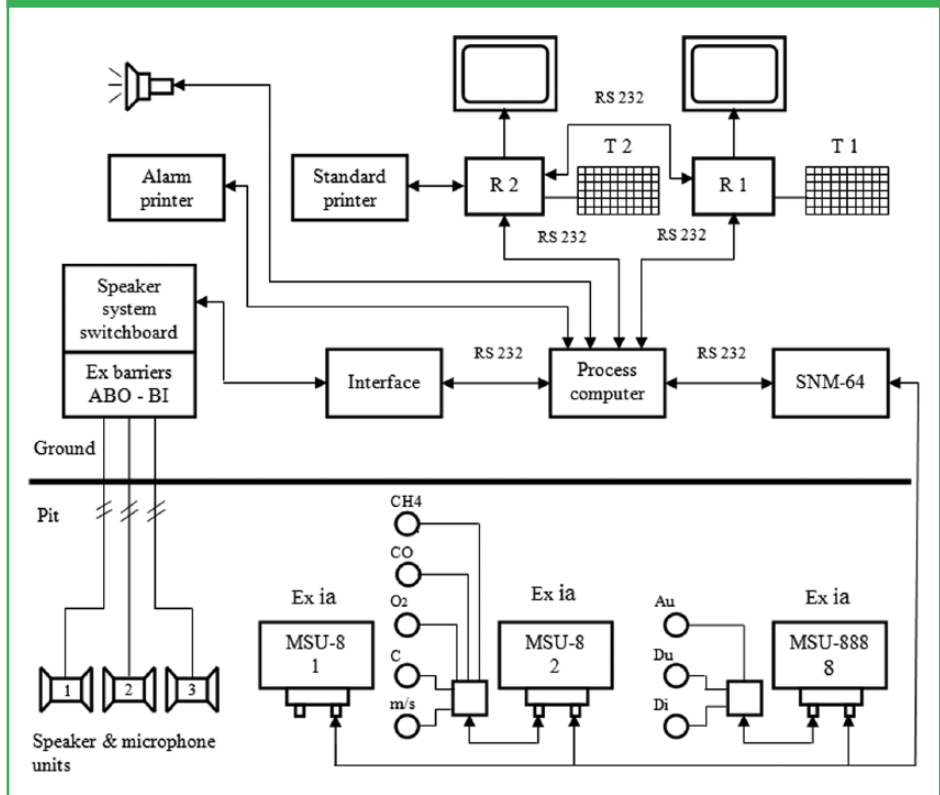 RS 232
T 2
T 1
Alarm
printer
Standard
printer
R 2
R 1
RS 232
RS 232
Speaker
system
switchboard
Ex barriers
ABO - BI
Interface
RS 232
Process
computer
RS 232
SNM-64
Ground
Pit
CH4
CO
O2
C
m/s
Ex ia
MSU-8
1
Ex ia
MSU-8
2
Au
Du
Di
Ex ia
MSU-888
8
1
2
3
Speaker & microphone
units